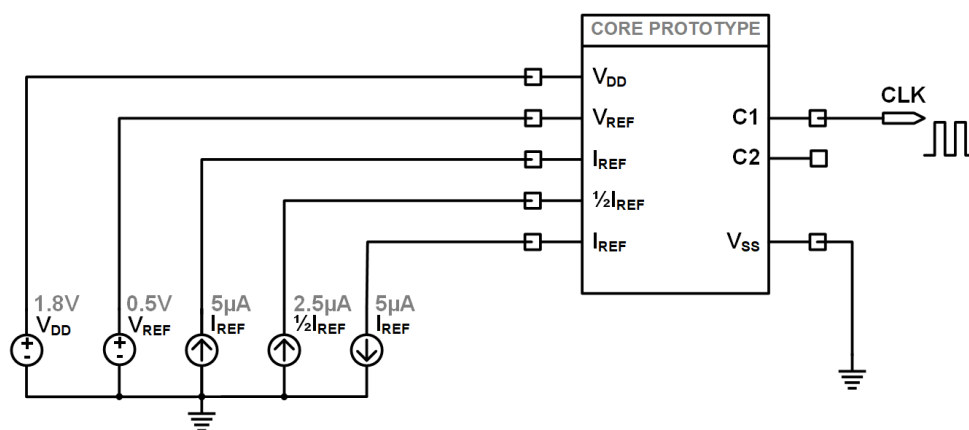 CORE PROTOTYPE
VDD
VREF
C1
CLK
IREF
C2
½IREF
IREF
VSS
1.8V
VDD
0.5V
VREF
5µA
IREF
2.5µA
½IREF
5µA
IREF